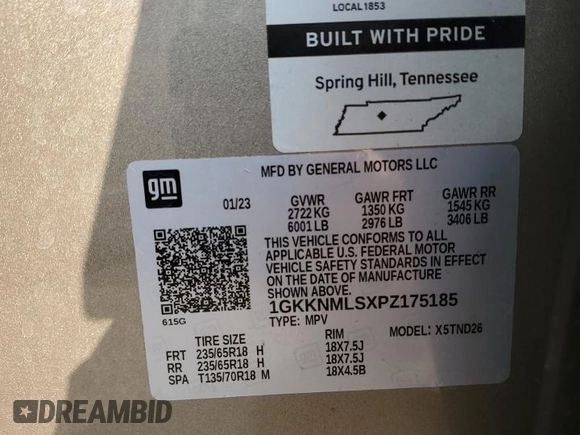 LOCAL 1853
BUILT WITH PRIDE
Spring Hill, Tennessee
gm
MFD BY GENERAL MOTORS LLC
01/23
GVWR GAWR FRT GAWR RR
2722 KG 1350 KG 1545 KG
6001 LB 2976 LB 3406 LB
THIS VEHICLE CONFORMS TO ALL
APPLICABLE U.S. FEDERAL MOTOR
VEHICLE SAFETY STANDARDS IN EFFECT
ON THE DATE OF MANUFACTURE
SHOWN ABOVE.
1GKKNMLSXPZ175185
615G
TYPE: MPV MODEL: X5TND26
TIRE SIZE RIM
FRT 235/65R18 H 18X7.5J
RR 235/65R18 H 18X7.5J
SPA T135/70R18 M 18X4.5B
DREAMBID